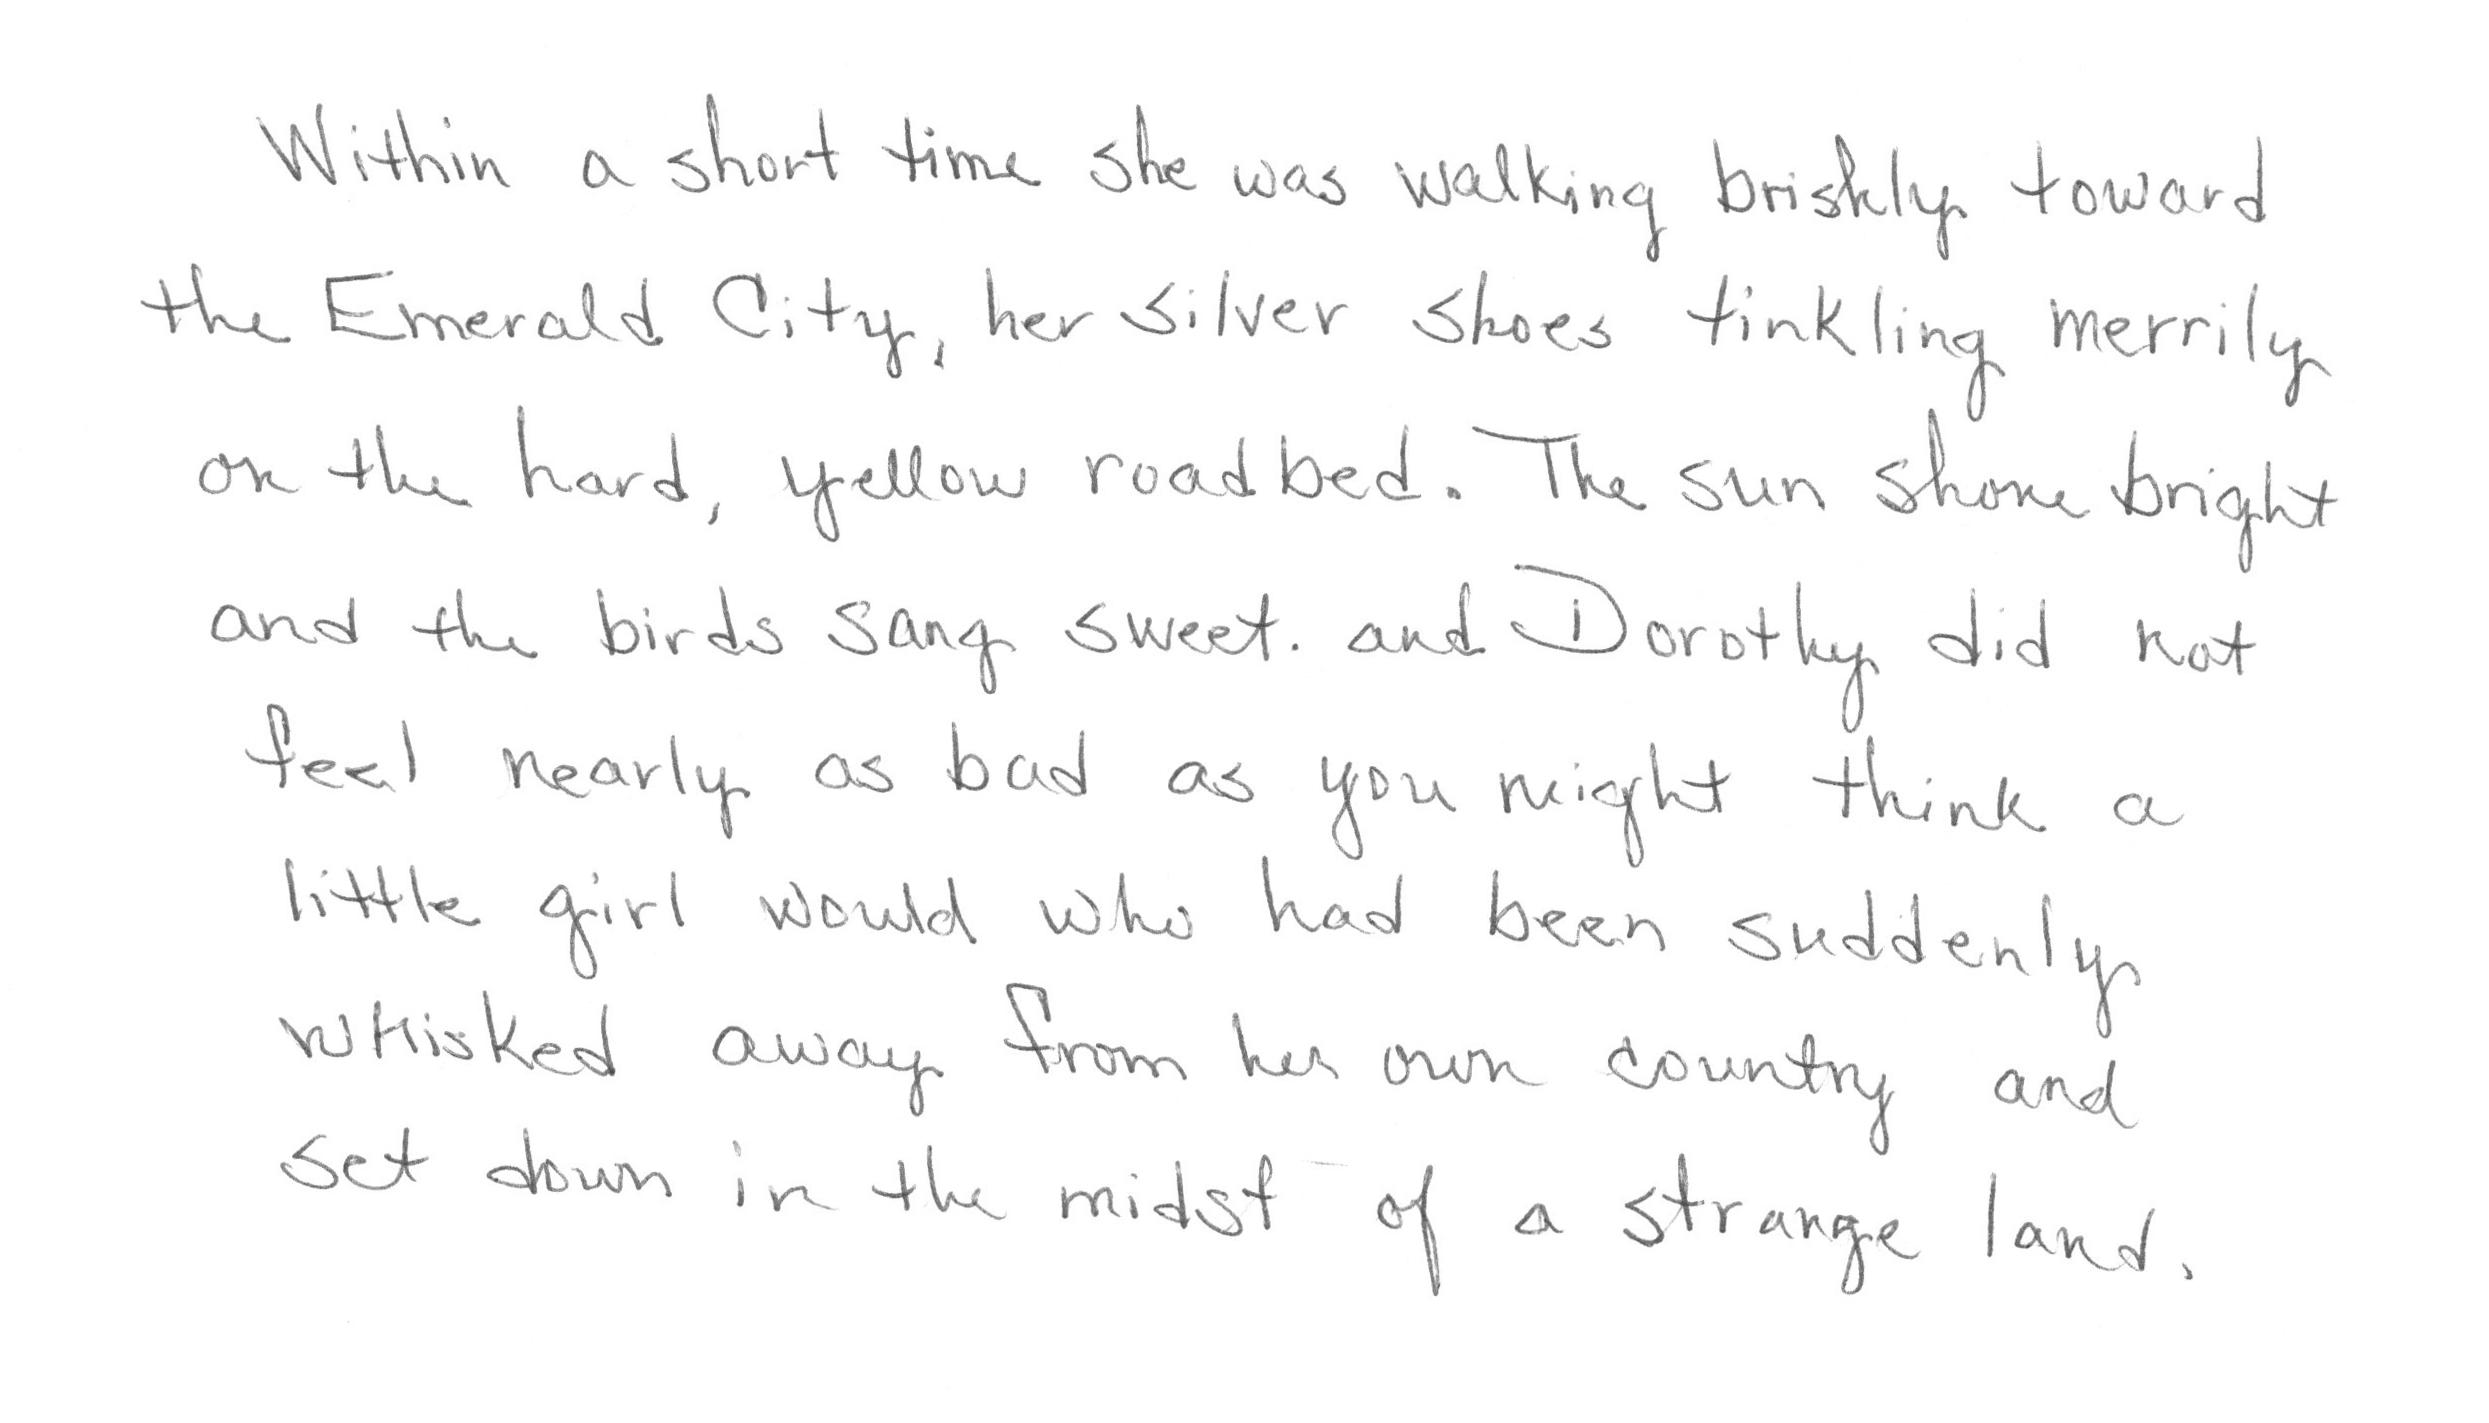 Within a short time she was walking briskly toward
the Emerald City, her silver shoes tinkling merrily
on the hard, yellow roadbed. The sun shone bright
and the birds sang sweet. and Dorothy did not
feel nearly as bad as you might think a
little girl would who had been suddenly
whisked away from her own country and
set down in the midst of a strange land.